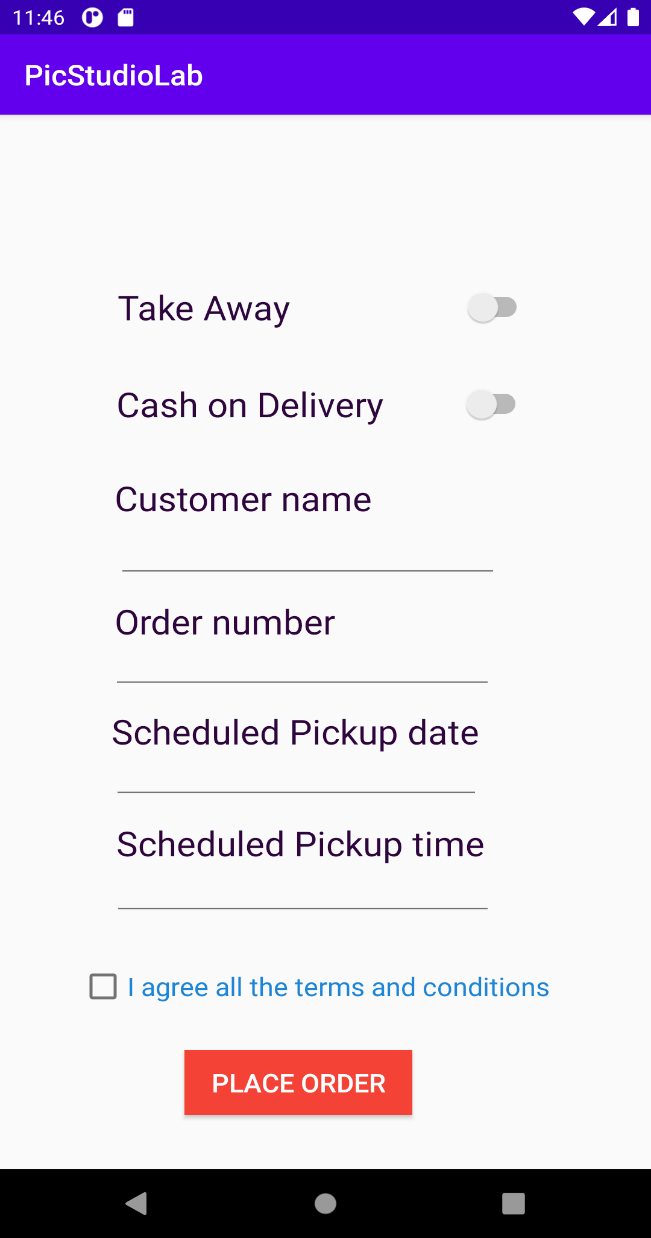 11:46
PicStudioLab
Take Away
Cash on Delivery
Customer name
Order number
Scheduled Pickup date
Scheduled Pickup time
I agree all the terms and conditions
PLACE ORDER